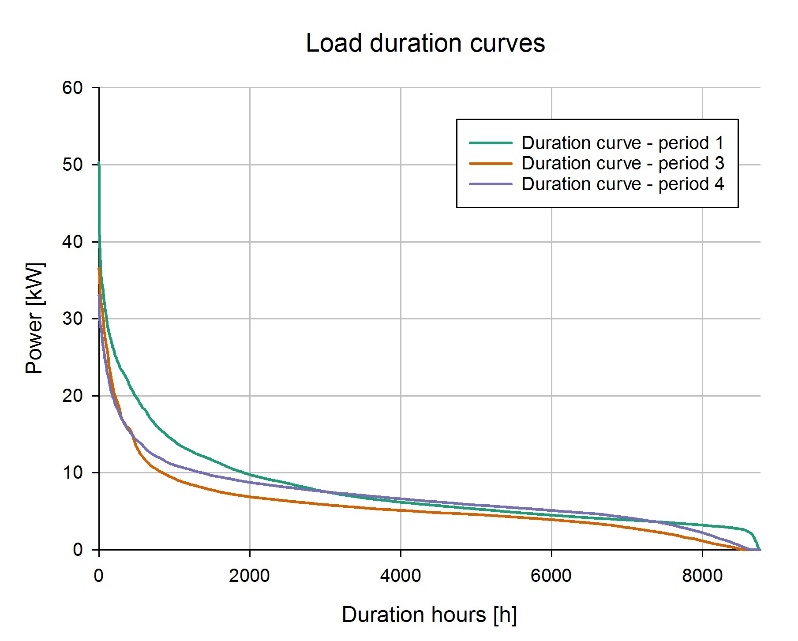 Load duration curves
60
50
40
30
20
10
0
Power [kW]
Duration curve - period 1
Duration curve - period 3
Duration curve - period 4
0 2000 4000 6000 8000
Duration hours [h]